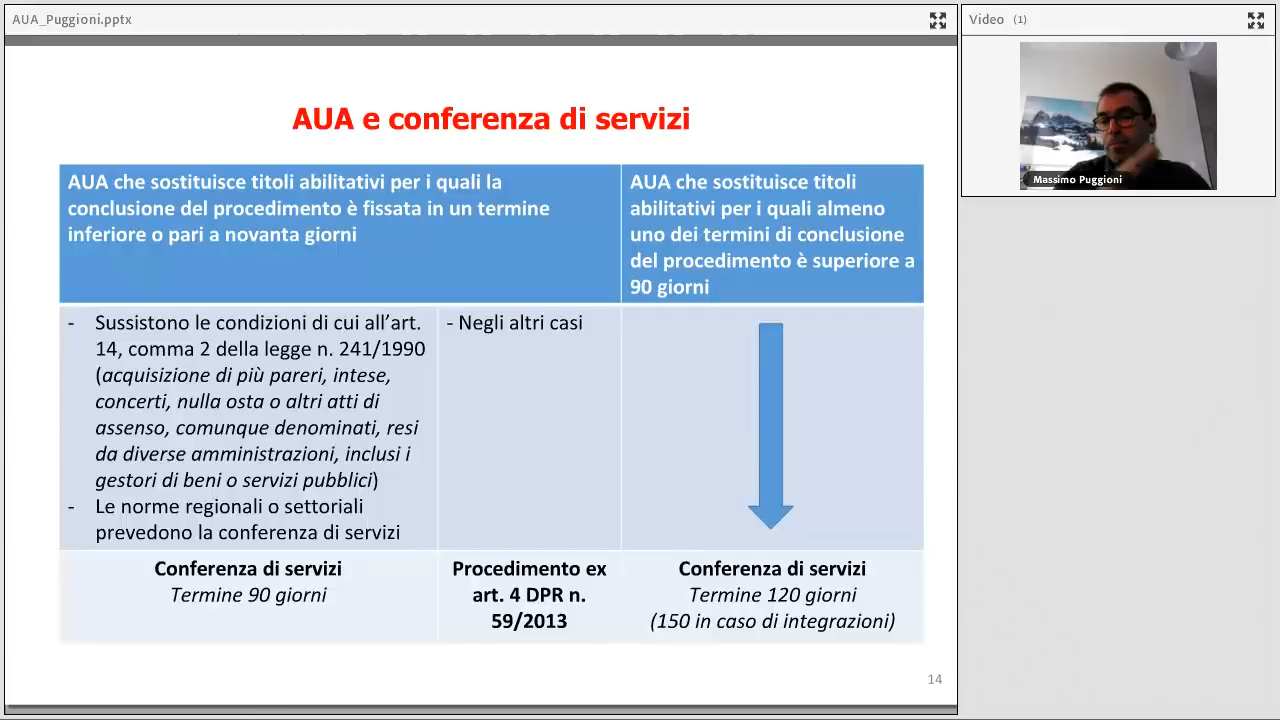 AUA_Puggioni.pptx
Video (1)
Massimo Puggioni
AUA e conferenza di servizi
AUA che sostituisce titoli abilitativi per i quali la
conclusione del procedimento è fissata in un termine
inferiore o pari a novanta giorni
AUA che sostituisce titoli
abilitativi per i quali almeno
uno dei termini di conclusione
del procedimento è superiore a
90 giorni
- Sussistono le condizioni di cui all’art.
14, comma 2 della legge n. 241/1990
(acquisizione di più pareri, intese,
concerti, nulla osta o altri atti di
assenso, comunque denominati, resi
da diverse amministrazioni, inclusi i
gestori di beni o servizi pubblici)
- Le norme regionali o settoriali
prevedono la conferenza di servizi
- Negli altri casi
Conferenza di servizi
Termine 90 giorni
Procedimento ex
art. 4 DPR n.
59/2013
Conferenza di servizi
Termine 120 giorni
(150 in caso di integrazioni)
14